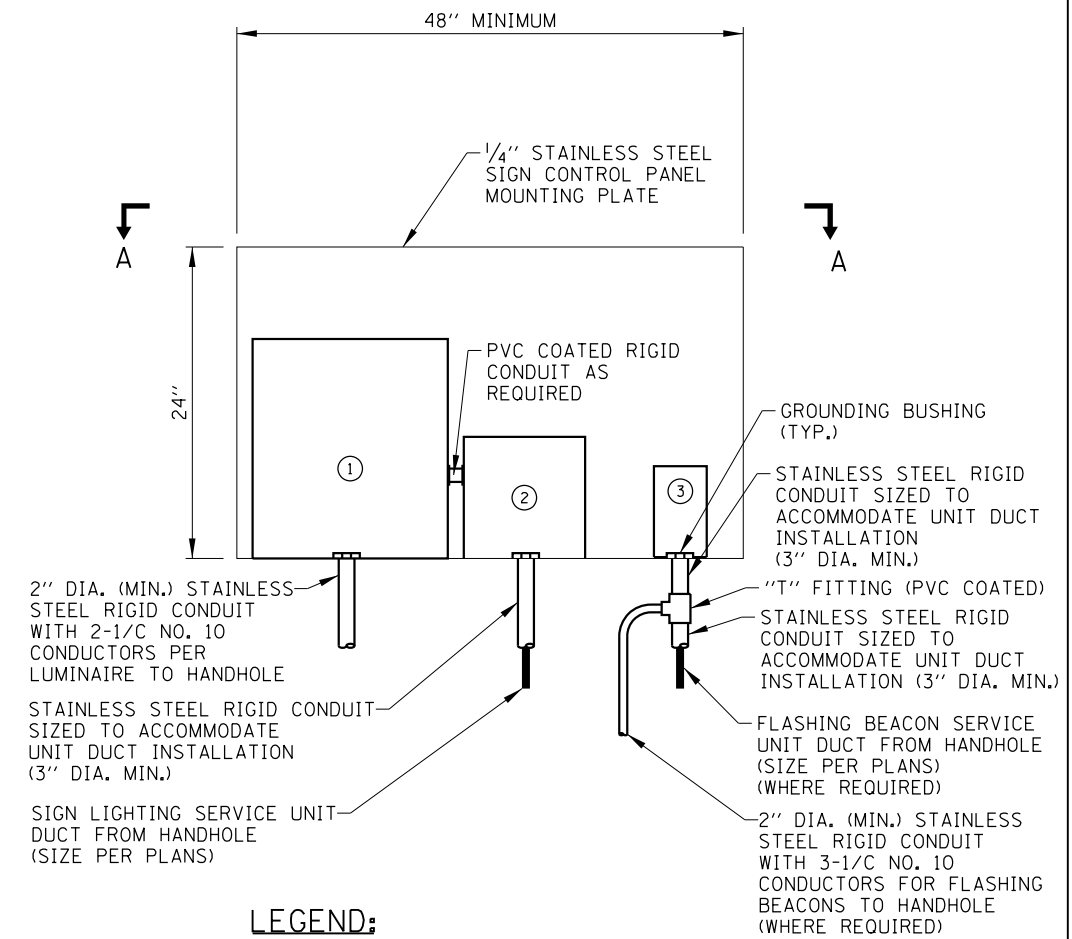 48'' MINIMUM
1/4'' STAINLESS STEEL
SIGN CONTROL PANEL
MOUNTING PLATE
A
A
24''
PVC COATED RIGID
CONDUIT AS
REQUIRED
1
2
3
GROUNDING BUSHING
(TYP.)
STAINLESS STEEL RIGID
CONDUIT SIZED TO
ACCOMMODATE UNIT DUCT
INSTALLATION
(3'' DIA. MIN.)
''T'' FITTING (PVC COATED)
STAINLESS STEEL RIGID
CONDUIT SIZED TO
ACCOMMODATE UNIT DUCT
INSTALLATION (3'' DIA. MIN.)
2'' DIA. (MIN.) STAINLESS
STEEL RIGID CONDUIT
WITH 2-1/C NO. 10
CONDUCTORS PER
LUMINAIRE TO HANDHOLE
STAINLESS STEEL RIGID CONDUIT
SIZED TO ACCOMMODATE
UNIT DUCT INSTALLATION
(3'' DIA. MIN.)
SIGN LIGHTING SERVICE UNIT
DUCT FROM HANDHOLE
(SIZE PER PLANS)
FLASHING BEACON SERVICE
UNIT DUCT FROM HANDHOLE
(SIZE PER PLANS)
(WHERE REQUIRED)
2'' DIA. (MIN.) STAINLESS
STEEL RIGID CONDUIT
WITH 3-1/C NO. 10
CONDUCTORS FOR FLASHING
BEACONS TO HANDHOLE
(WHERE REQUIRED)
LEGEND: